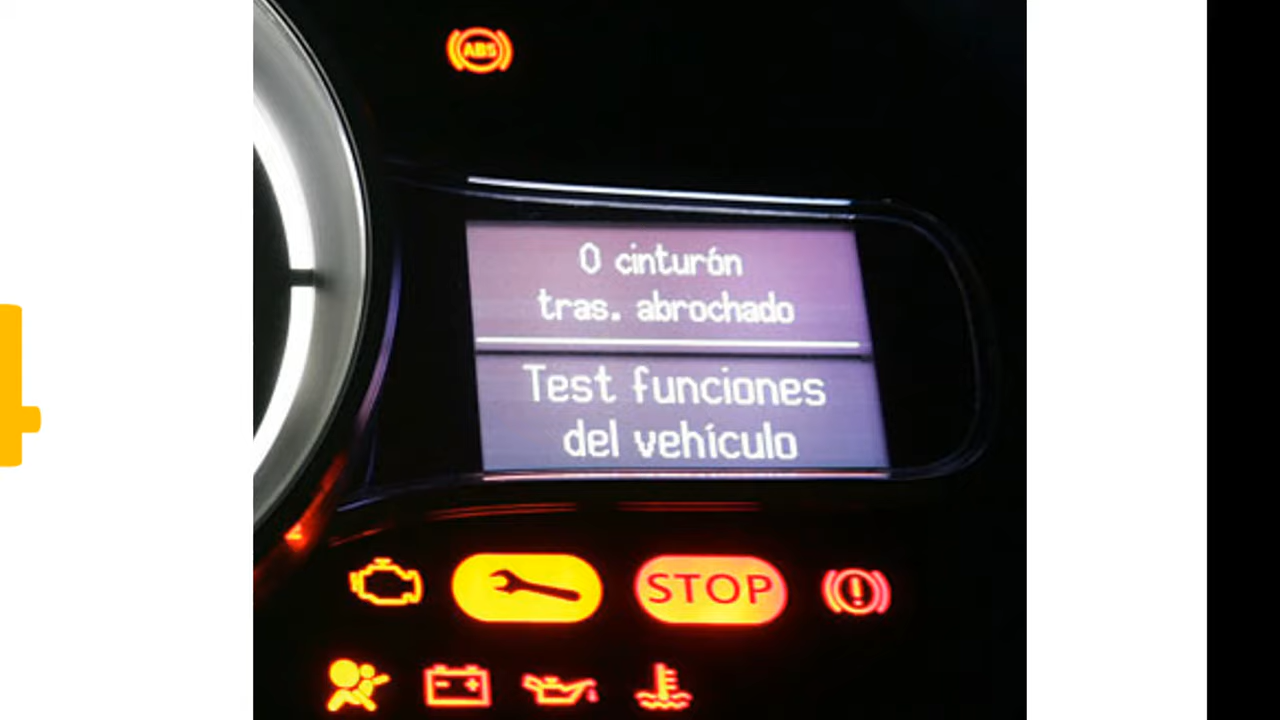 ABS
0 cinturón
tras. abrochado
Test funciones
del vehículo
STOP